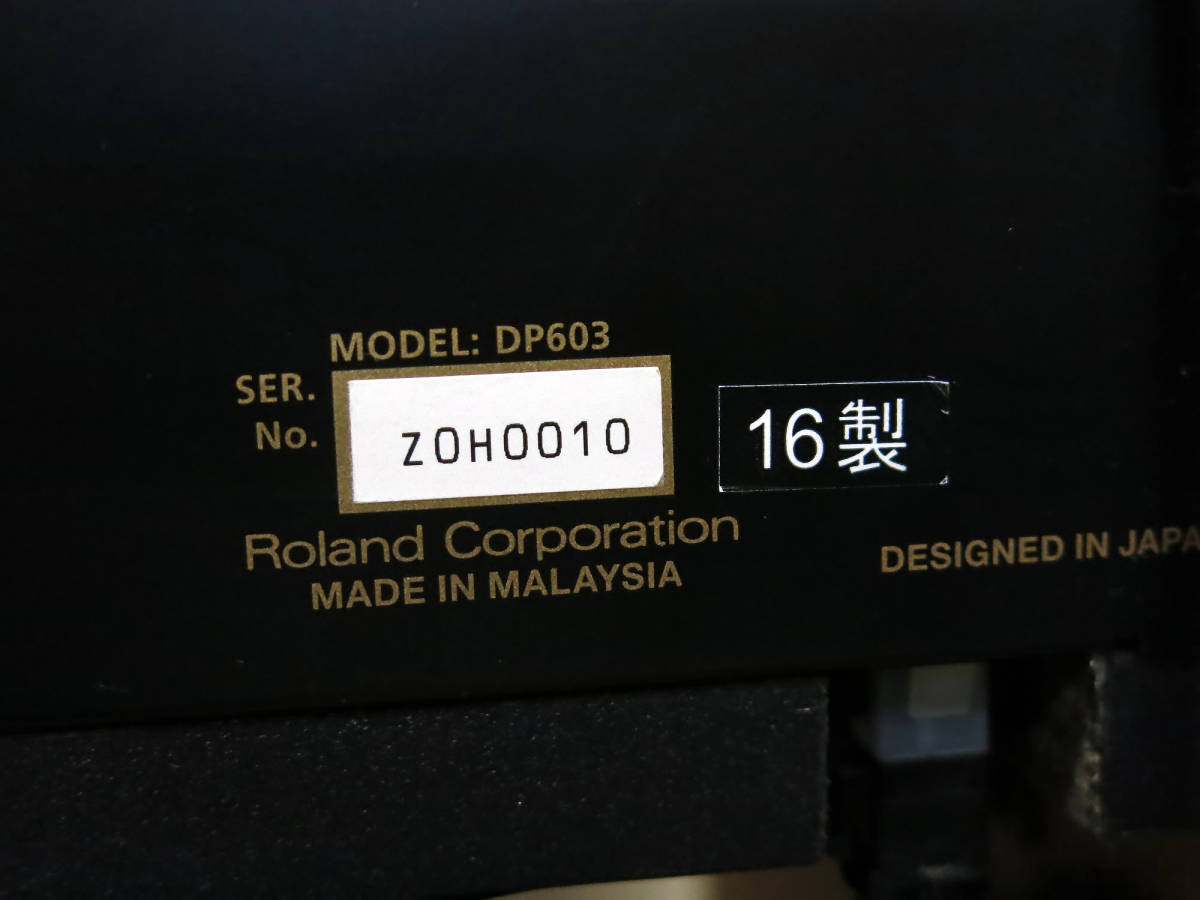 MODEL: DP603
SER.
No.
Z0H0010
16製
Roland Corporation
MADE IN MALAYSIA
DESIGNED IN JAPA